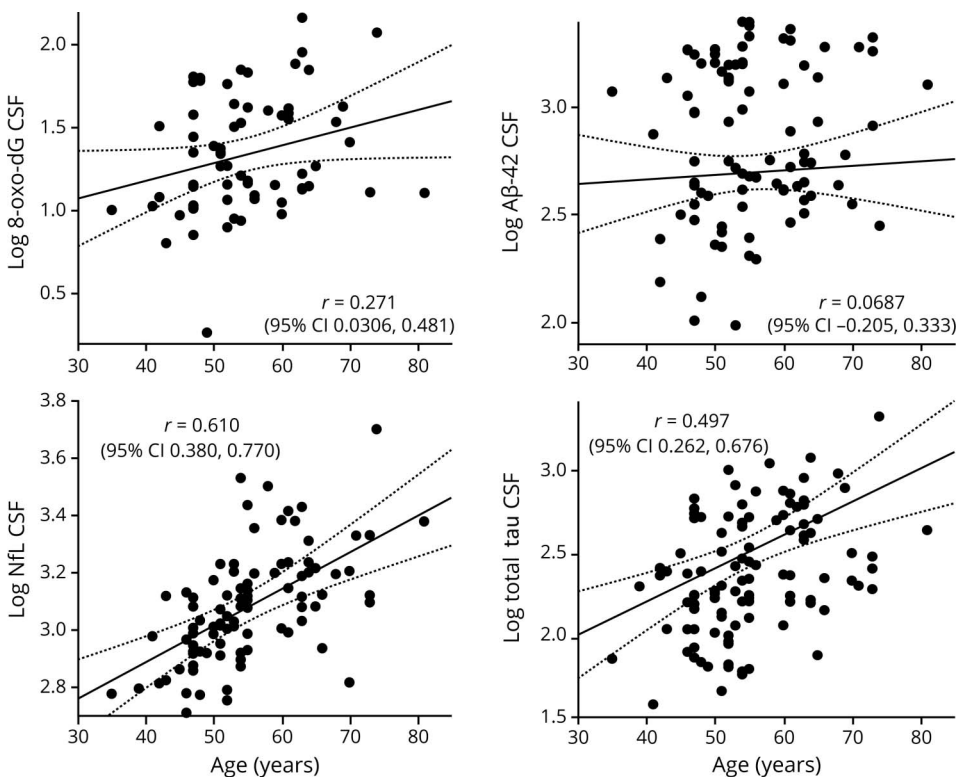 Log 8-oxo-dG CSF
2.0
1.5
1.0
0.5
r = 0.271
(95% CI 0.0306, 0.481)
30 40 50 60 70 80
Log Aβ-42 CSF
3.0
2.5
2.0
r = 0.0687
(95% CI –0.205, 0.333)
30 40 50 60 70 80
Log NfL CSF
3.8
3.6
3.4
3.2
3.0
2.8
r = 0.610
(95% CI 0.380, 0.770)
30 40 50 60 70 80
Age (years)
Log total tau CSF
3.0
2.5
2.0
1.5
r = 0.497
(95% CI 0.262, 0.676)
30 40 50 60 70 80
Age (years)